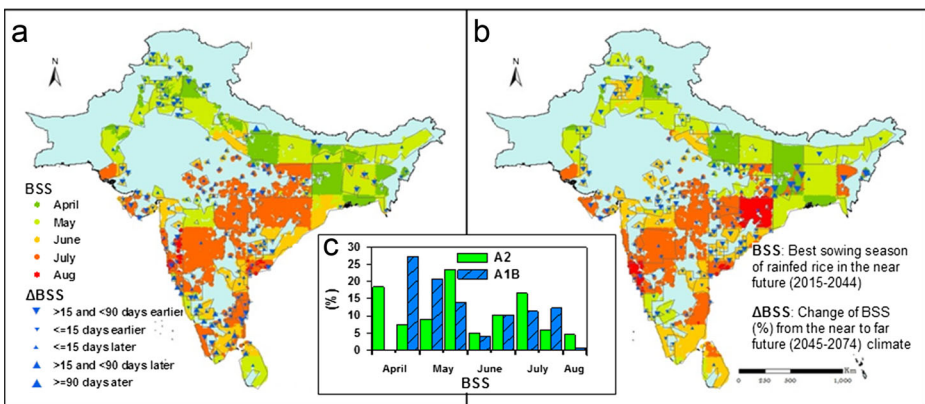 a
b
N
N
BSS
April
May
June
July
Aug
ΔBSS
>15 and <90 days earlier
<=15 days earlier
<=15 days later
>15 and <90 days later
>=90 days ater
C
30
25
20
15
10
5
0
(%)
A2
A1B
April May June July Aug
BSS
BSS: Best sowing season
of rainfed rice in the near
future (2015-2044)
ΔBSS: Change of BSS
(%) from the near to far
future (2045-2074) climate
Km
0 250 500 1,000